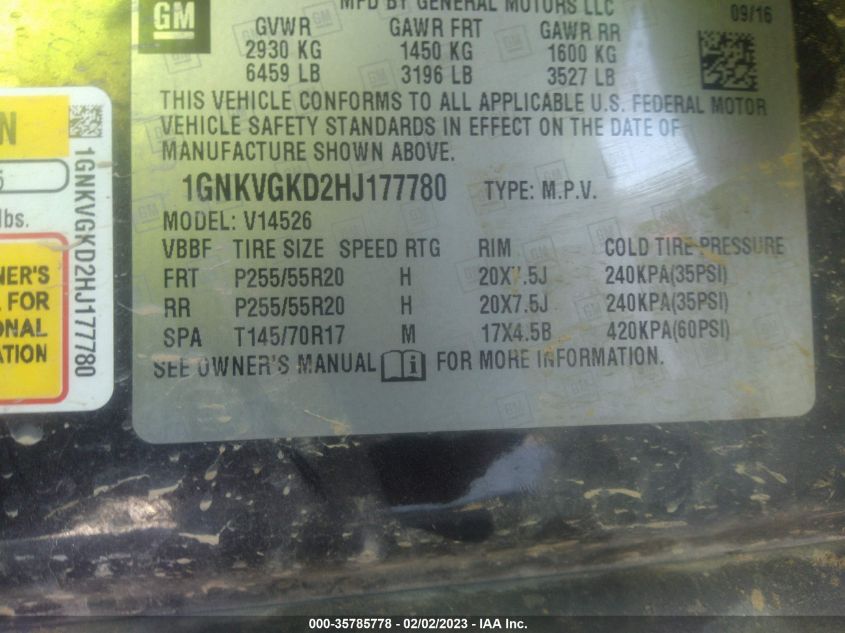 GM
MFD BY GENERAL MOTORS LLC
09/16
GVWR GAWR FRT GAWR RR
2930 KG 1450 KG 1600 KG
6459 LB 3196 LB 3527 LB
THIS VEHICLE CONFORMS TO ALL APPLICABLE U.S. FEDERAL MOTOR
VEHICLE SAFETY STANDARDS IN EFFECT ON THE DATE OF
MANUFACTURE SHOWN ABOVE.
1GNKVGKD2HJ177780 TYPE: M.P.V.
MODEL: V14526
VBBF TIRE SIZE SPEED RTG RIM COLD TIRE PRESSURE
FRT P255/55R20 H 20X7.5J 240KPA(35PSI)
RR P255/55R20 H 20X7.5J 240KPA(35PSI)
SPA T145/70R17 M 17X4.5B 420KPA(60PSI)
SEE OWNER'S MANUAL FOR MORE INFORMATION.
1GNKVGKD2HJ177780
N
5
lbs.
NER'S
FOR
ONAL
ATION
000-35785778 - 02/02/2023 - IAA Inc.